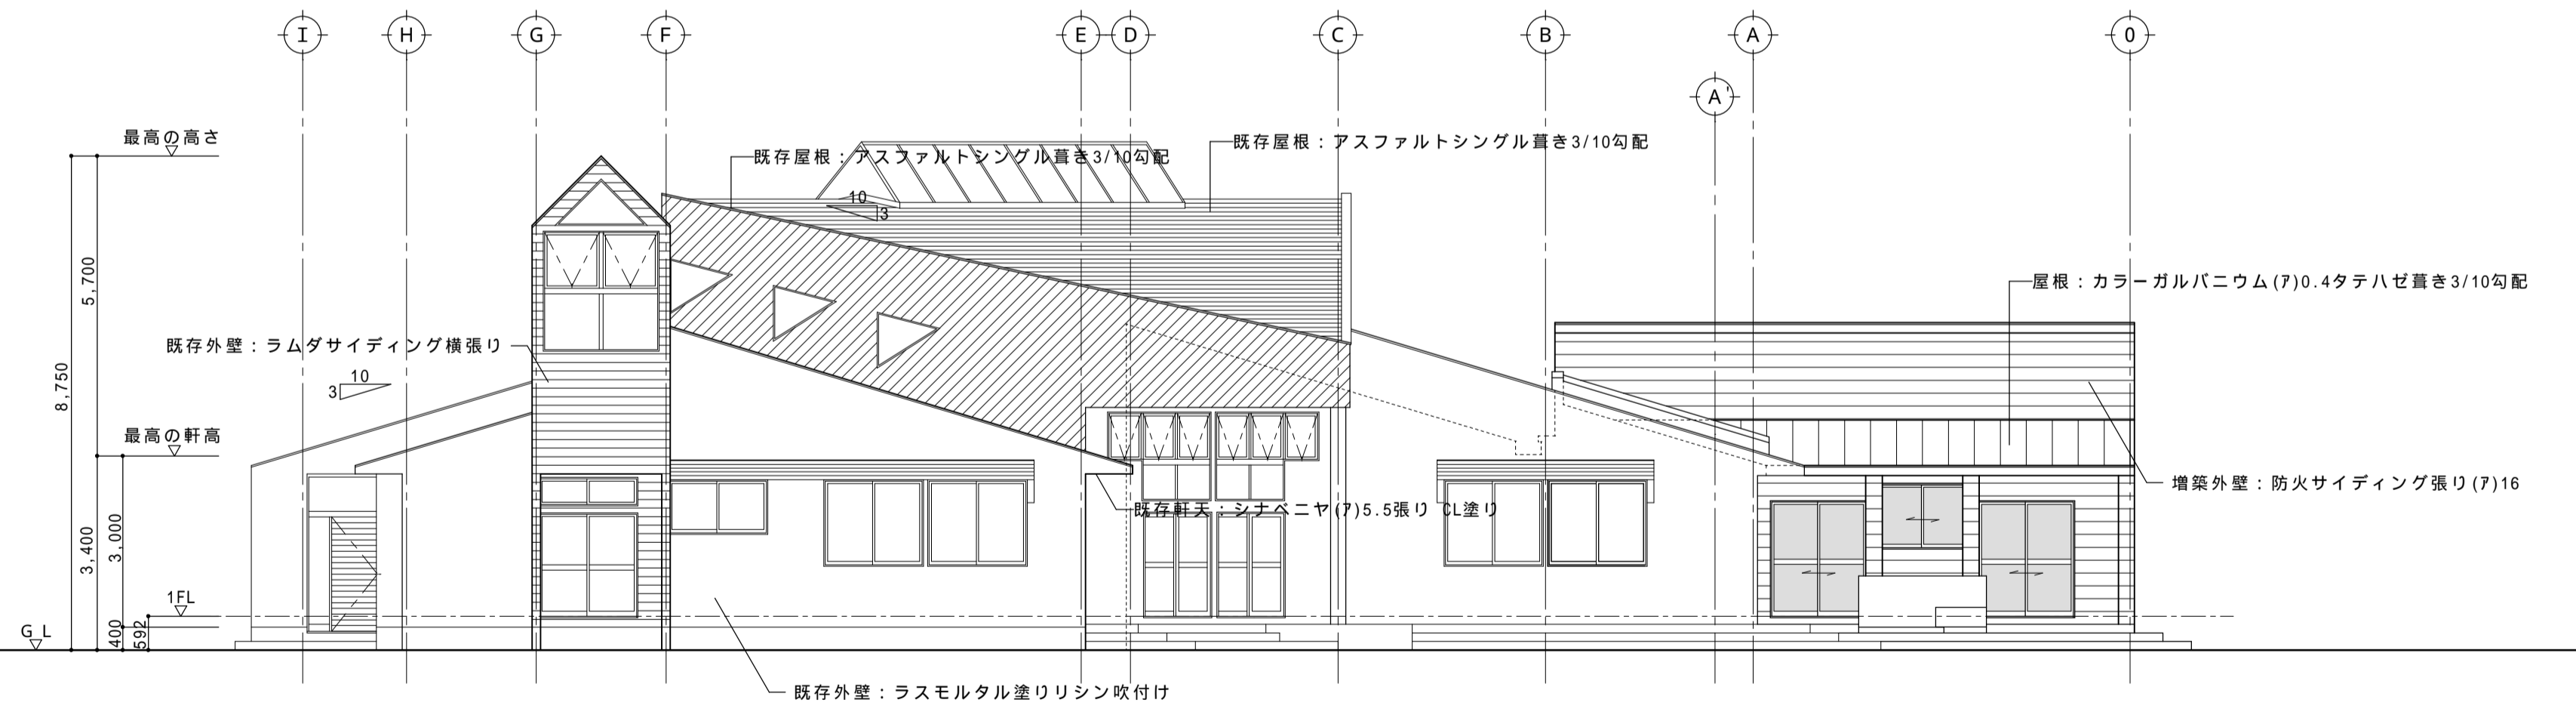 I
H
G
F
E
D
C
B
A
0
A'
最高の高さ
既存屋根：アスファルトシングル葺き3/10勾配
既存屋根：アスファルトシングル葺き3/10勾配
10
3
5,700
屋根：カラーガルバニウム(ｱ)0.4タテハゼ葺き3/10勾配
既存外壁：ラムダサイディング横張り
10
3
8,750
最高の軒高
増築外壁：防火サイディング張り(ｱ)16
既存軒天：シナベニヤ(ｱ)5.5張り CL塗り
3,400
3,000
1FL
400
592
G L
既存外壁：ラスモルタル塗りリシン吹付け